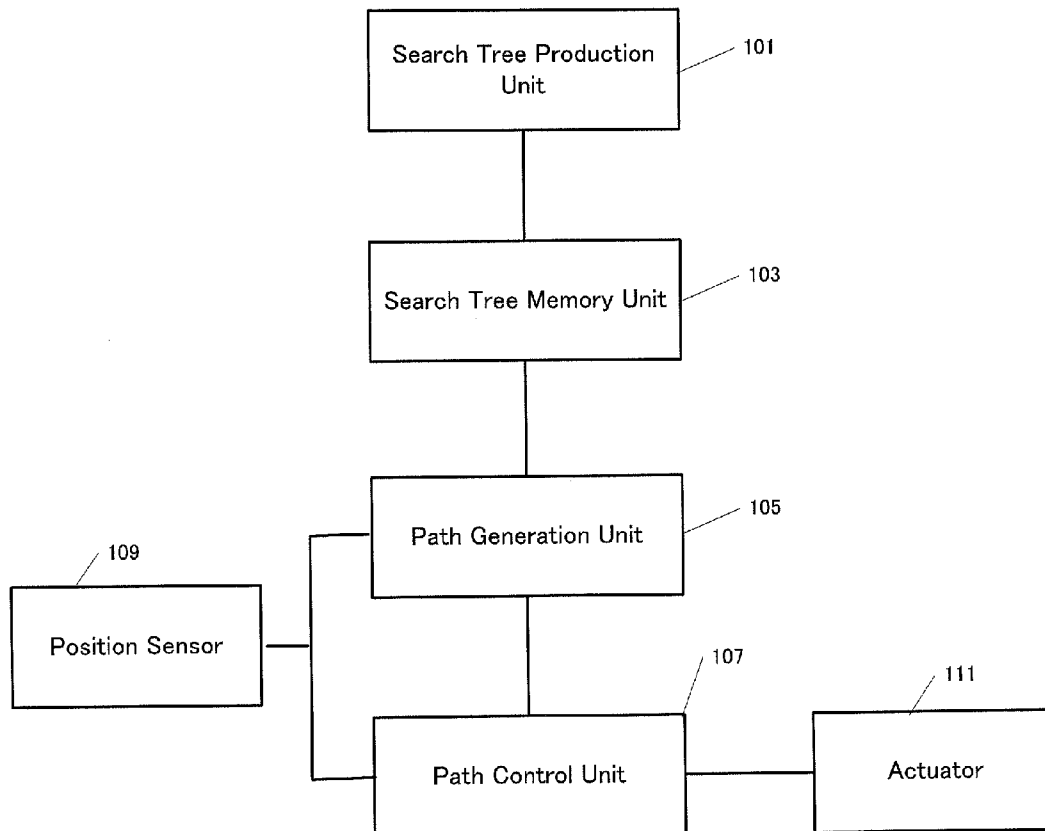 Search Tree Production
Unit
101
Search Tree Memory Unit
103
Path Generation Unit
105
109
Position Sensor
107
Path Control Unit
111
Actuator